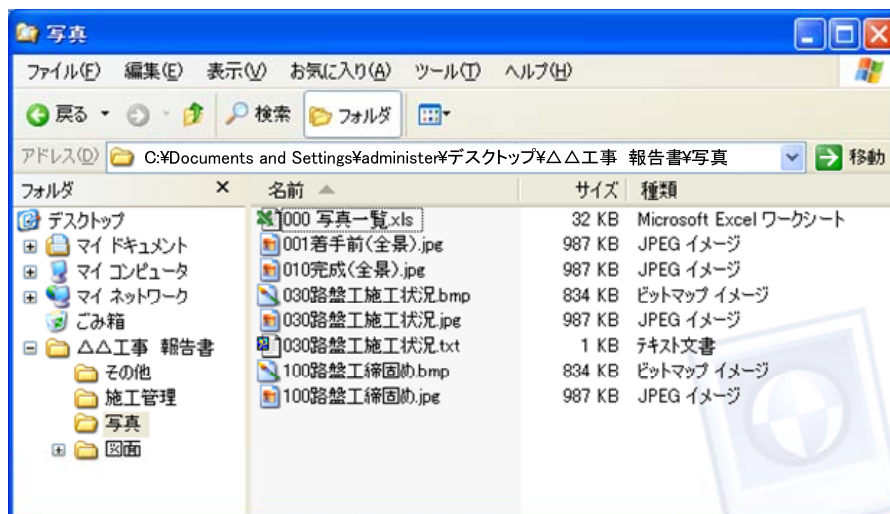 写真
ファイル(F) 編集(E) 表示(V) お気に入り(A) ツール(T) ヘルプ(H)
戻る 検索 フォルダ
アドレス(D) C:¥Documents and Settings¥administer¥デスクトップ¥△△工事 報告書¥写真 移動
フォルダ × 名前 サイズ 種類
デスクトップ 000 写真一覧.xls 32 KB Microsoft Excel ワークシート
マイ ドキュメント 001着手前(全景).jpg 987 KB JPEG イメージ
マイ コンピュータ 010完成(全景).jpg 987 KB JPEG イメージ
マイ ネットワーク 030路盤工施工状況.bmp 834 KB ビットマップ イメージ
ごみ箱 030路盤工施工状況.jpg 987 KB JPEG イメージ
△△工事 報告書 030路盤工施工状況.txt 1 KB テキスト文書
その他 100路盤工締固め.bmp 834 KB ビットマップ イメージ
施工管理 100路盤工締固め.jpg 987 KB JPEG イメージ
写真
図面